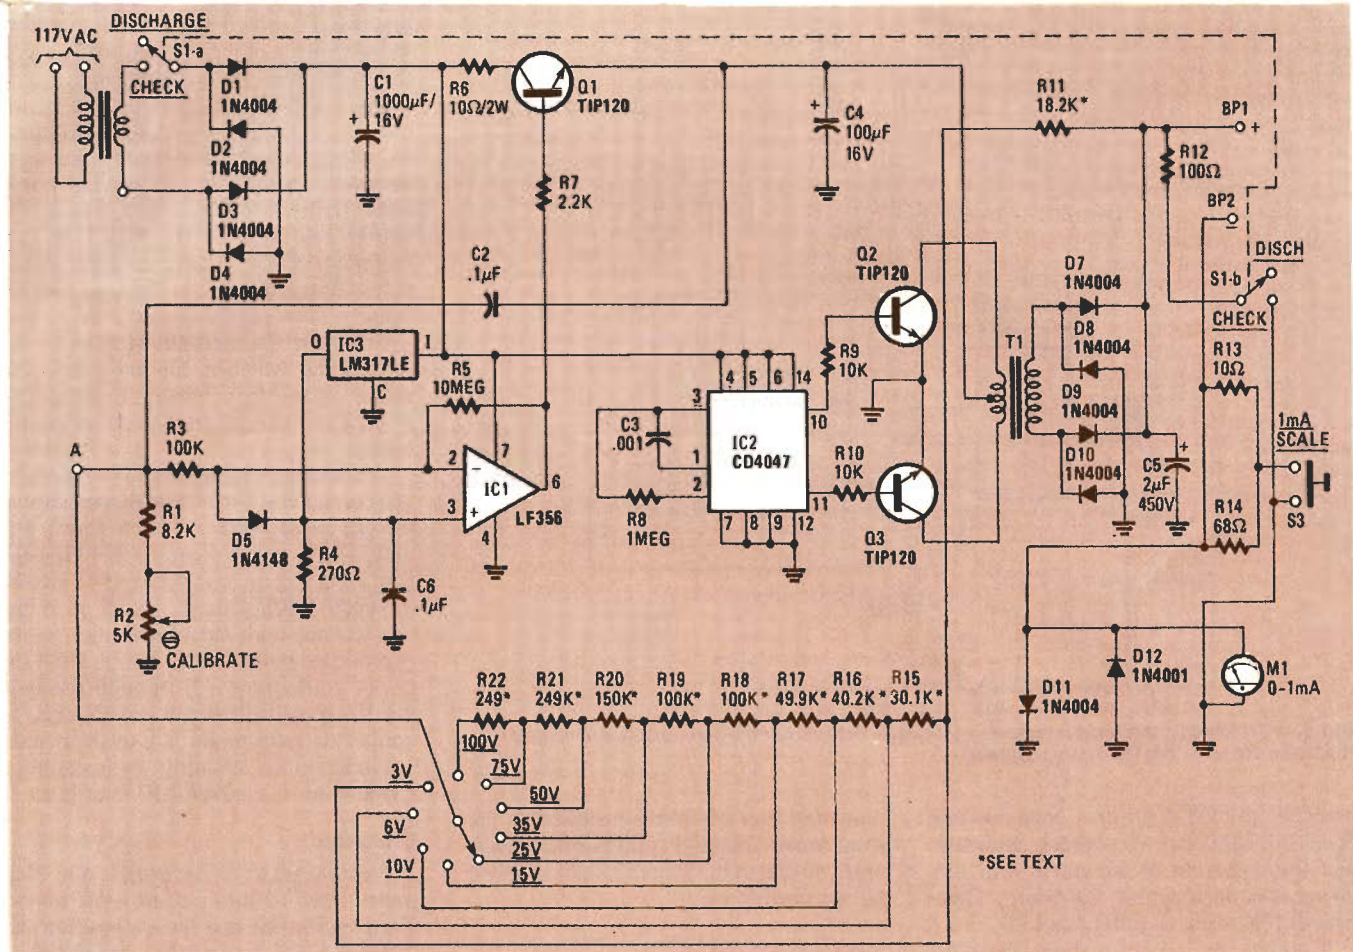 DISCHARGE
117V AC
S1-a
CHECK
D1
1N4004
D2
1N4004
D3
1N4004
D4
1N4004
C1
1000µF/
16V
+
R6
10Ω/2W
Q1
TIP120
R7
2.2K
C2
.1µF
+
C4
100µF
16V
R11
18.2K*
BP1
+
R12
100Ω
BP2
–
DISCH
S1-b
CHECK
O
IC3
LM317LE
I
C
R5
10MEG
R3
100K
A
R1
8.2K
R2
5K
CALIBRATE
D5
1N4148
R4
270Ω
C6
.1µF
2
–
3
+
7
4
6
IC1
LF356
C3
.001
R8
1MEG
3
1
2
4
5
6
14
IC2
CD4047
10
11
7
8
9
12
R9
10K
R10
10K
Q2
TIP120
Q3
TIP120
T1
D7
1N4004
D8
1N4004
D9
1N4004
D10
1N4004
+
C5
2µF
450V
R13
10Ω
R14
68Ω
1mA
SCALE
S3
D11
1N4004
D12
1N4001
M1
0-1mA
R22
249*
R21
249K*
R20
150K*
R19
100K*
R18
100K*
R17
49.9K*
R16
40.2K*
R15
30.1K*
100V
75V
50V
35V
25V
15V
3V
6V
10V
*SEE TEXT